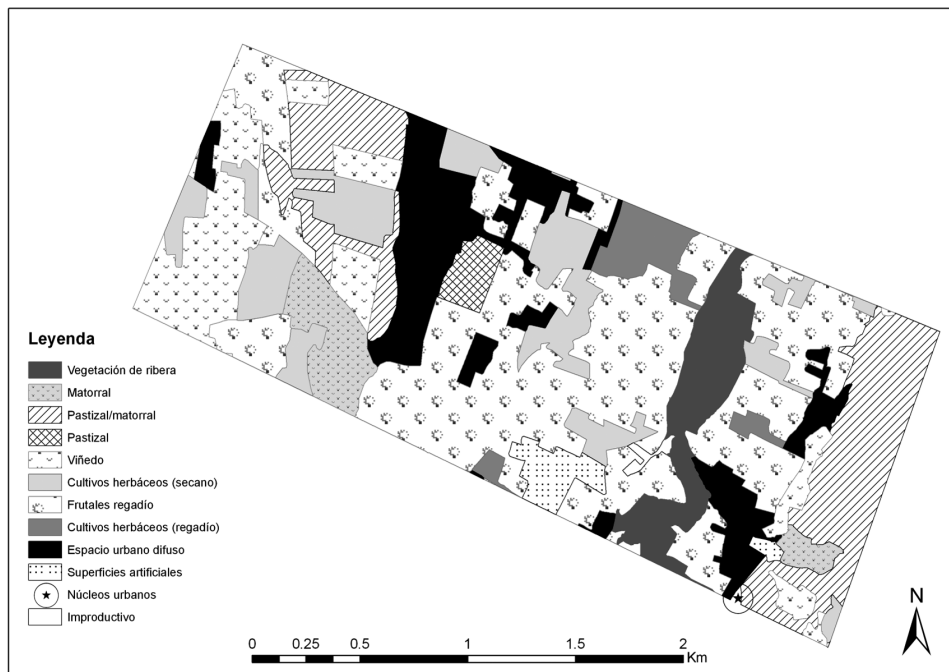 Leyenda
Vegetación de ribera
Matorral
Pastizal/matorral
Pastizal
Viñedo
Cultivos herbáceos (secano)
Frutales regadío
Cultivos herbáceos (regadío)
Espacio urbano difuso
Superficies artificiales
Núcleos urbanos
Improductivo
0 0.25 0.5 1 1.5 2
Km
N